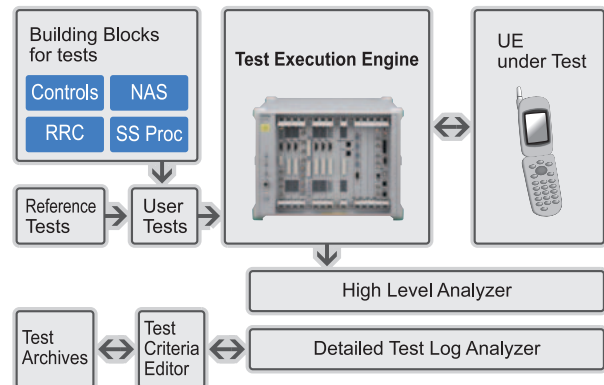 Building Blocks
for tests
Controls
NAS
RRC
SS Proc
Test Execution Engine
UE
under Test
Reference
Tests
User
Tests
High Level Analyzer
Test
Archives
Test
Criteria
Editor
Detailed Test Log Analyzer